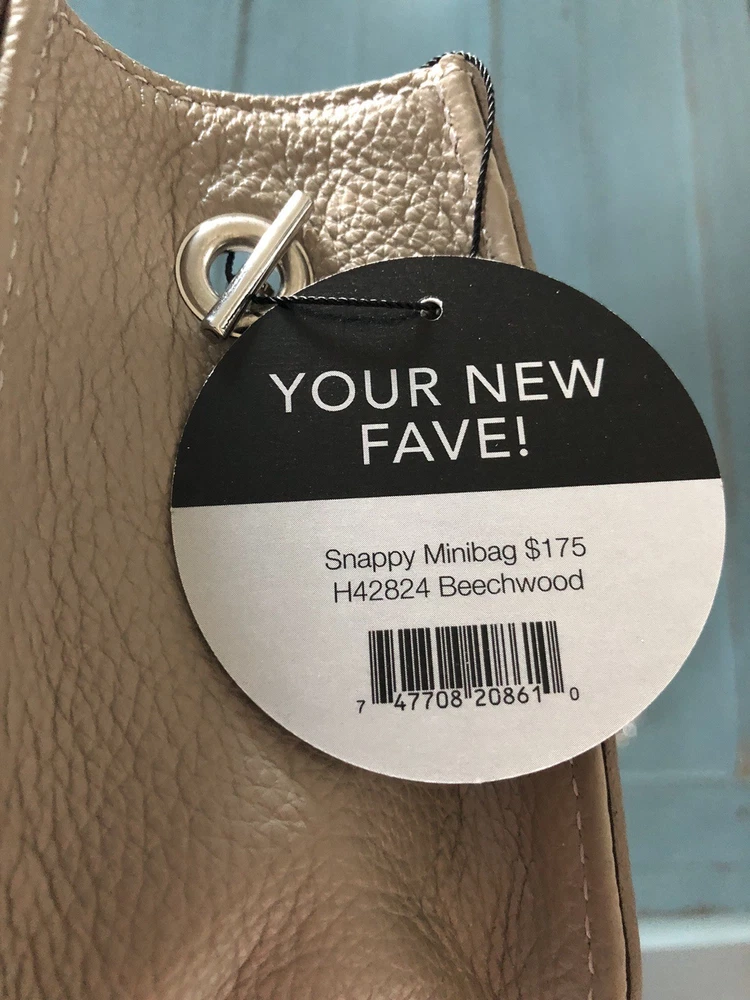 YOUR NEW
FAVE!
Snappy Minibag $175
H42824 Beechwood
7 47708 20861 0